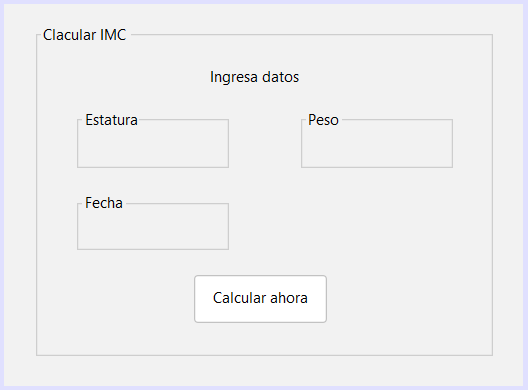 Clacular IMC
Ingresa datos
Estatura
Peso
Fecha
Calcular ahora